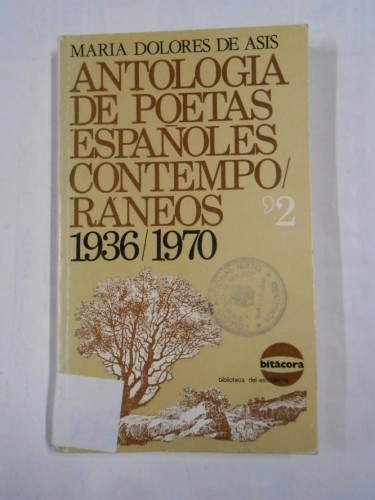 MARIA DOLORES DE ASIS
ANTOLOGIA
DE POETAS
ESPAÑOLES
CONTEMPO/
RANEOS 2
1936/1970
bitácora
biblioteca del estudiante